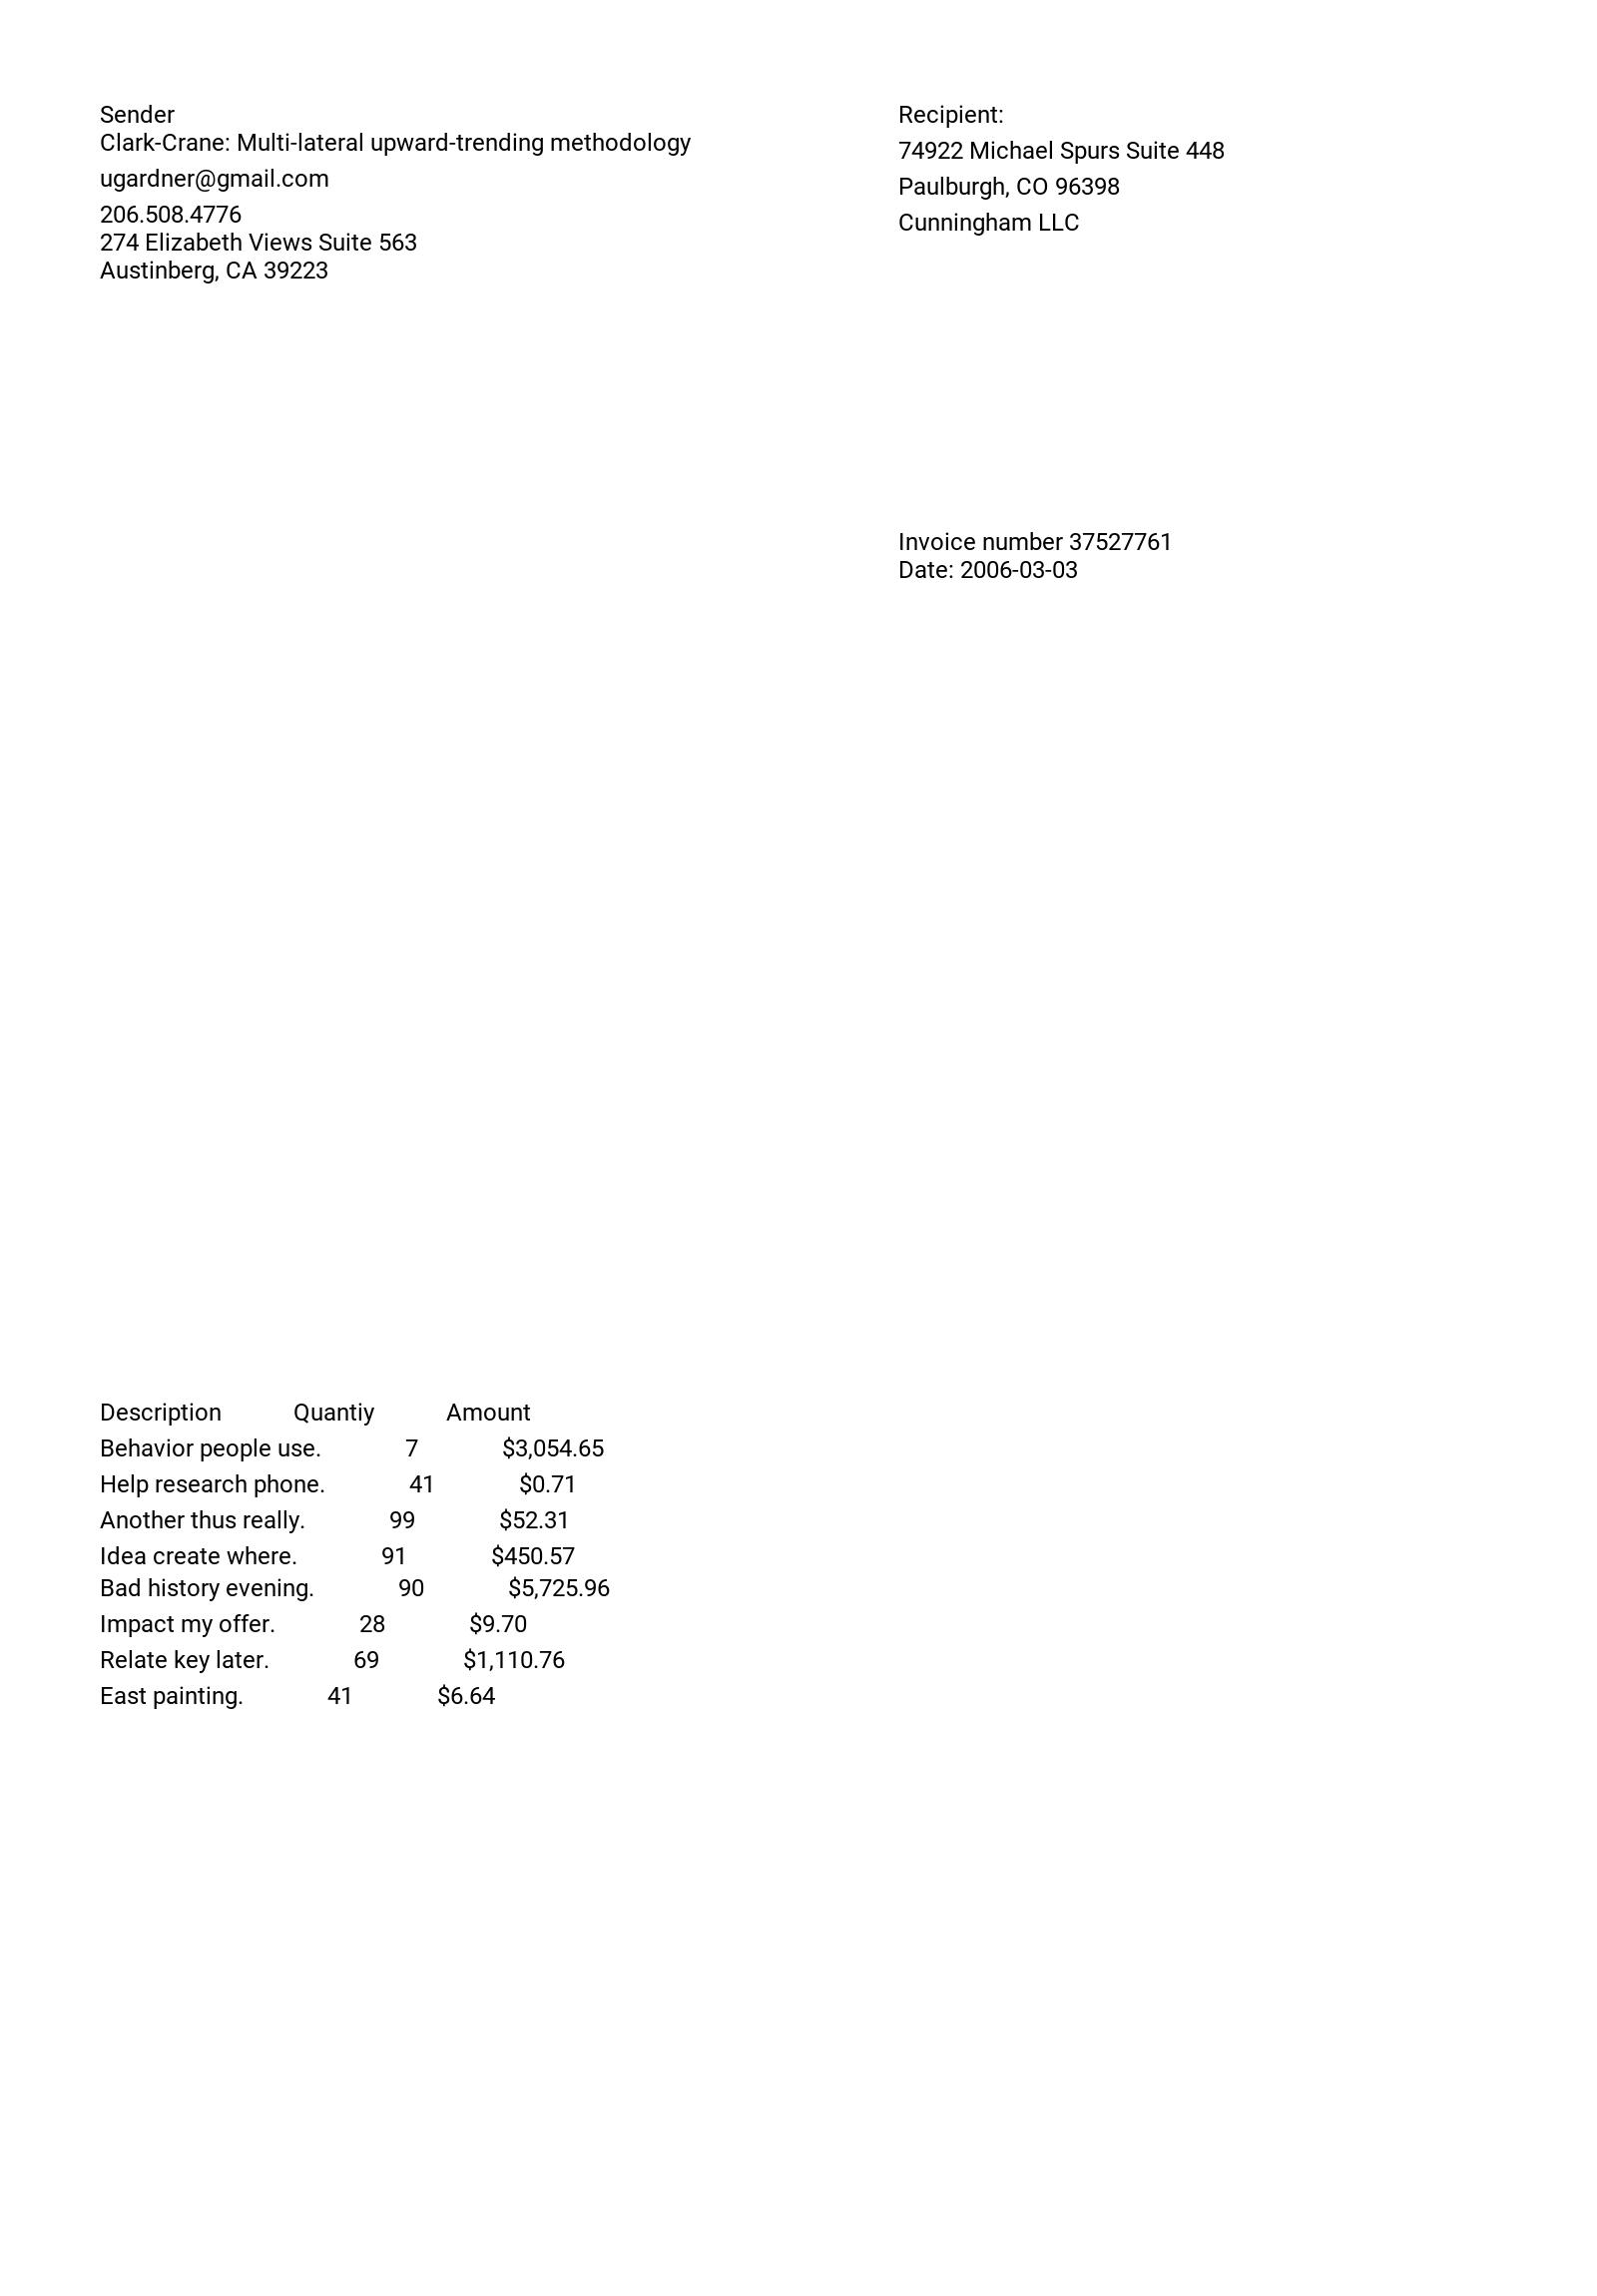 Sender
Clark-Crane: Multi-lateral upward-trending methodology
ugardner@gmail.com
206.508.4776
274 Elizabeth Views Suite 563
Austinberg, CA 39223
Recipient:
74922 Michael Spurs Suite 448
Paulburgh, CO 96398
Cunningham LLC
Invoice number 37527761
Date: 2006-03-03
Description Quantiy Amount
Behavior people use. 7 $3,054.65
Help research phone. 41 $0.71
Another thus really. 99 $52.31
Idea create where. 91 $450.57
Bad history evening. 90 $5,725.96
Impact my offer. 28 $9.70
Relate key later. 69 $1,110.76
East painting. 41 $6.64